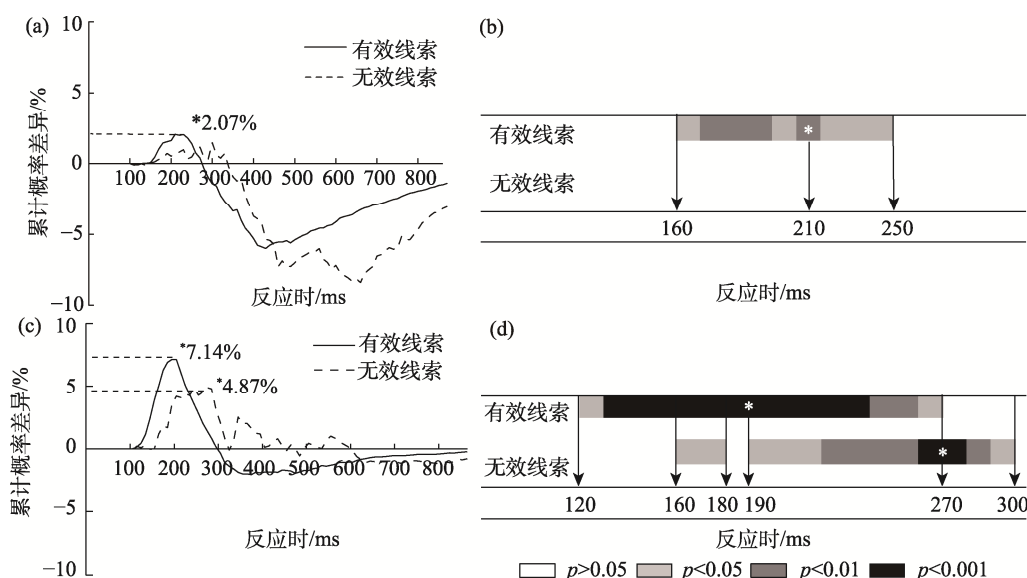 (a)
10
5
0
−5
−10
累计概率差异/%
有效线索
无效线索
*2.07%
100 200 300 400 500 600 700 800
反应时/ms
(b)
有效线索
*
无效线索
160 210 250
反应时/ms
(c)
10
5
0
−5
−10
累计概率差异/%
有效线索
无效线索
*7.14%
*4.87%
100 200 300 400 500 600 700 800
反应时/ms
(d)
有效线索
*
无效线索
*
120 160 180 190 270 300
反应时/ms
p>0.05 p<0.05 p<0.01 p<0.001